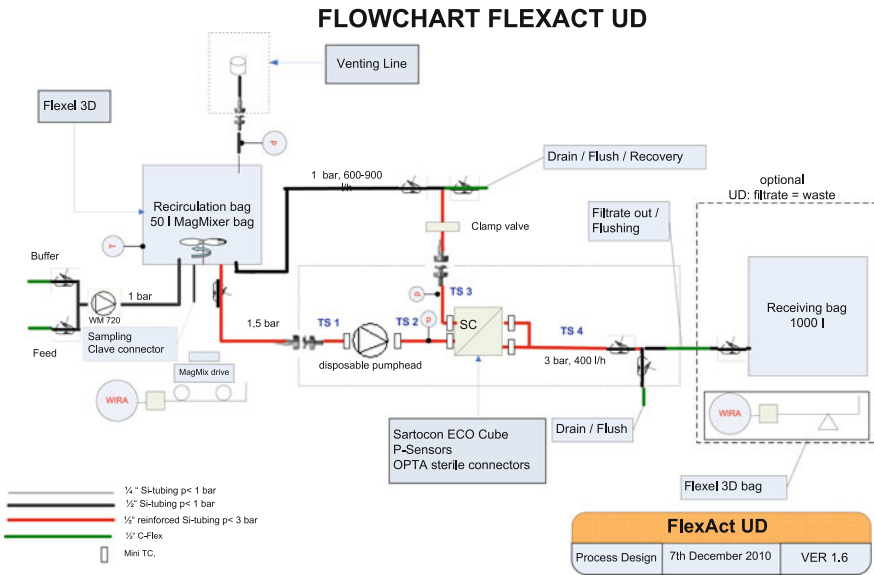 FLOWCHART FLEXACT UD
Venting Line
Flexel 3D
P
Drain / Flush / Recovery
1 bar, 600-900
l/h
optional
UD: filtrate = waste
Recirculation bag
50 l MagMixer bag
Filtrate out /
Flushing
Clamp valve
T
Buffer
P
TS 3
Receiving bag
1000 l
1 bar
WM 720
1,5 bar
TS 1
TS 2
P
SC
TS 4
Feed
Sampling
Clave connector
3 bar, 400 l/h
disposable pumphead
MagMix drive
WIRA
WIRA
Sartocon ECO Cube
P-Sensors
OPTA sterile connectors
Drain / Flush
Flexel 3D bag
¼ “ Si-tubing p< 1 bar
½“ Si-tubing p< 1 bar
½“ reinforced Si-tubing p< 3 bar
½“ C-Flex
Mini TC,
FlexAct UD
Process Design
7th December 2010
VER 1.6